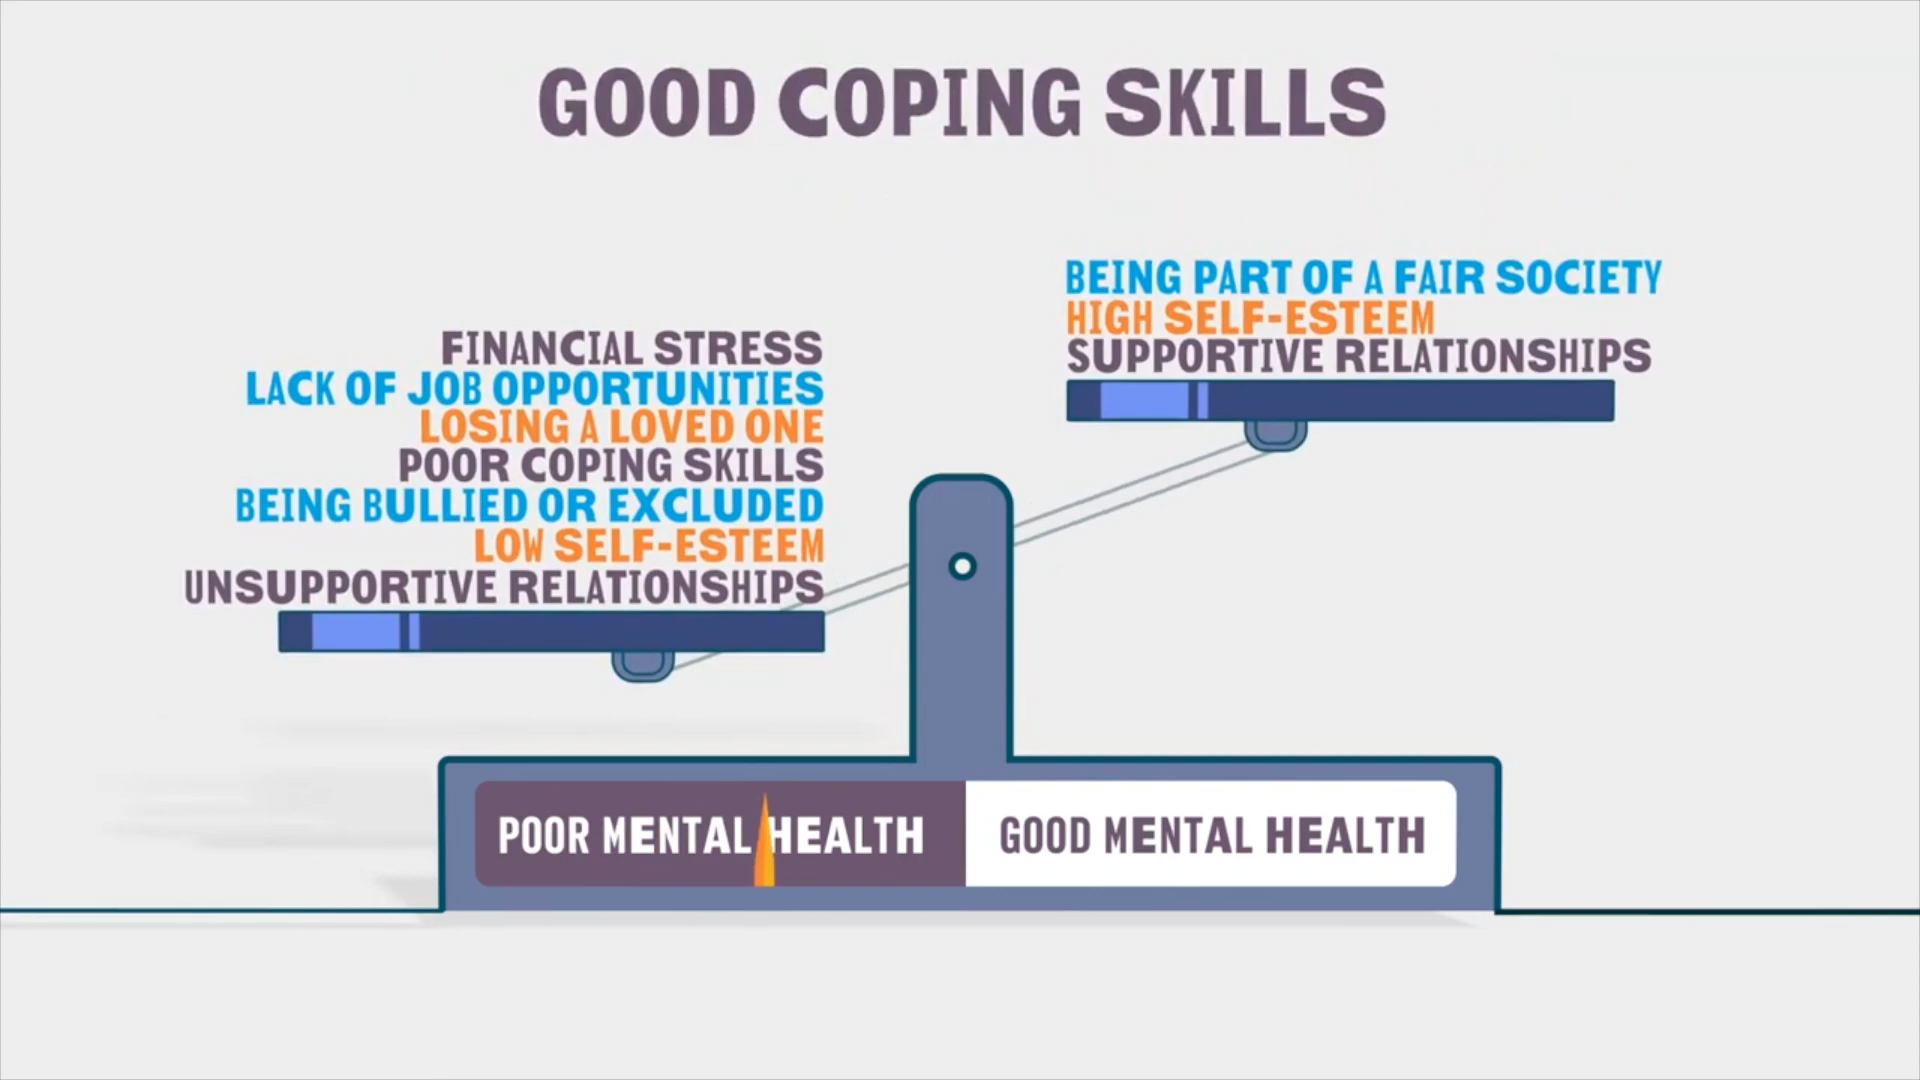 GOOD COPING SKILLS
FINANCIAL STRESS
LACK OF JOB OPPORTUNITIES
LOSING A LOVED ONE
POOR COPING SKILLS
BEING BULLIED OR EXCLUDED
LOW SELF-ESTEEM
UNSUPPORTIVE RELATIONSHIPS
BEING PART OF A FAIR SOCIETY
HIGH SELF-ESTEEM
SUPPORTIVE RELATIONSHIPS
POOR MENTAL HEALTH
GOOD MENTAL HEALTH